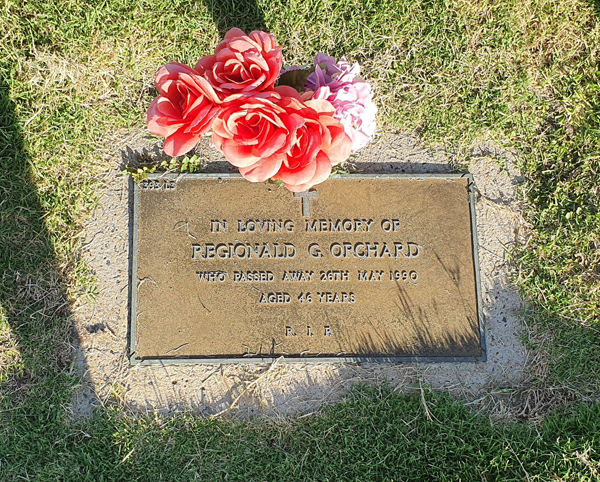 IN LOVING MEMORY OF
REGIONALD G. ORCHARD
WHO PASSED AWAY 26TH MAY 1990
AGED 46 YEARS
R. I. P.